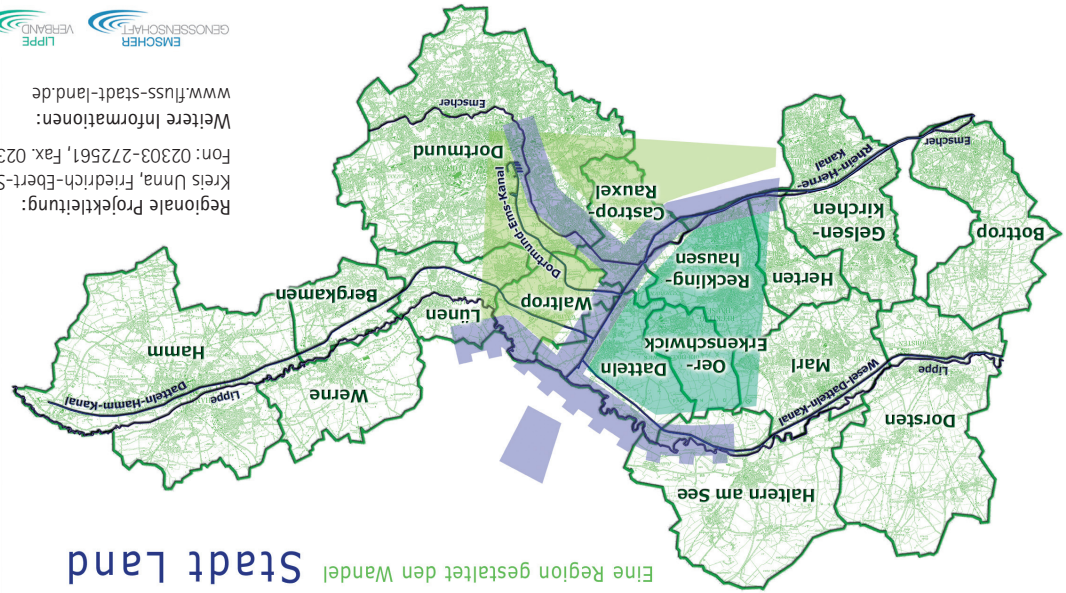 Eine Region gestaltet den Wandel Stadt Land
Haltern am See
Dorsten
Lippe
Wesel-Datteln-Kanal
Marl
Oer-
Erkenschwick
Datteln
Werne
Lippe
Datteln-Hamm-Kanal
Hamm
Lünen
Bergkamen
Waltrop
Herten
Reckling-
hausen
Bottrop
Gelsen-
kirchen
Dortmund-Ems-Kanal
Castrop-
Rauxel
Rhein-Herne-
Kanal
Emscher
Dortmund
Emscher
Regionale Projektleitung:
Kreis Unna, Friedrich-Ebert-S
Fon: 02303-272561, Fax. 023
Weitere Informationen:
www.fluss-stadt-land.de
EMSCHER
GENOSSENSCHAFT
LIPPE
VERBAND